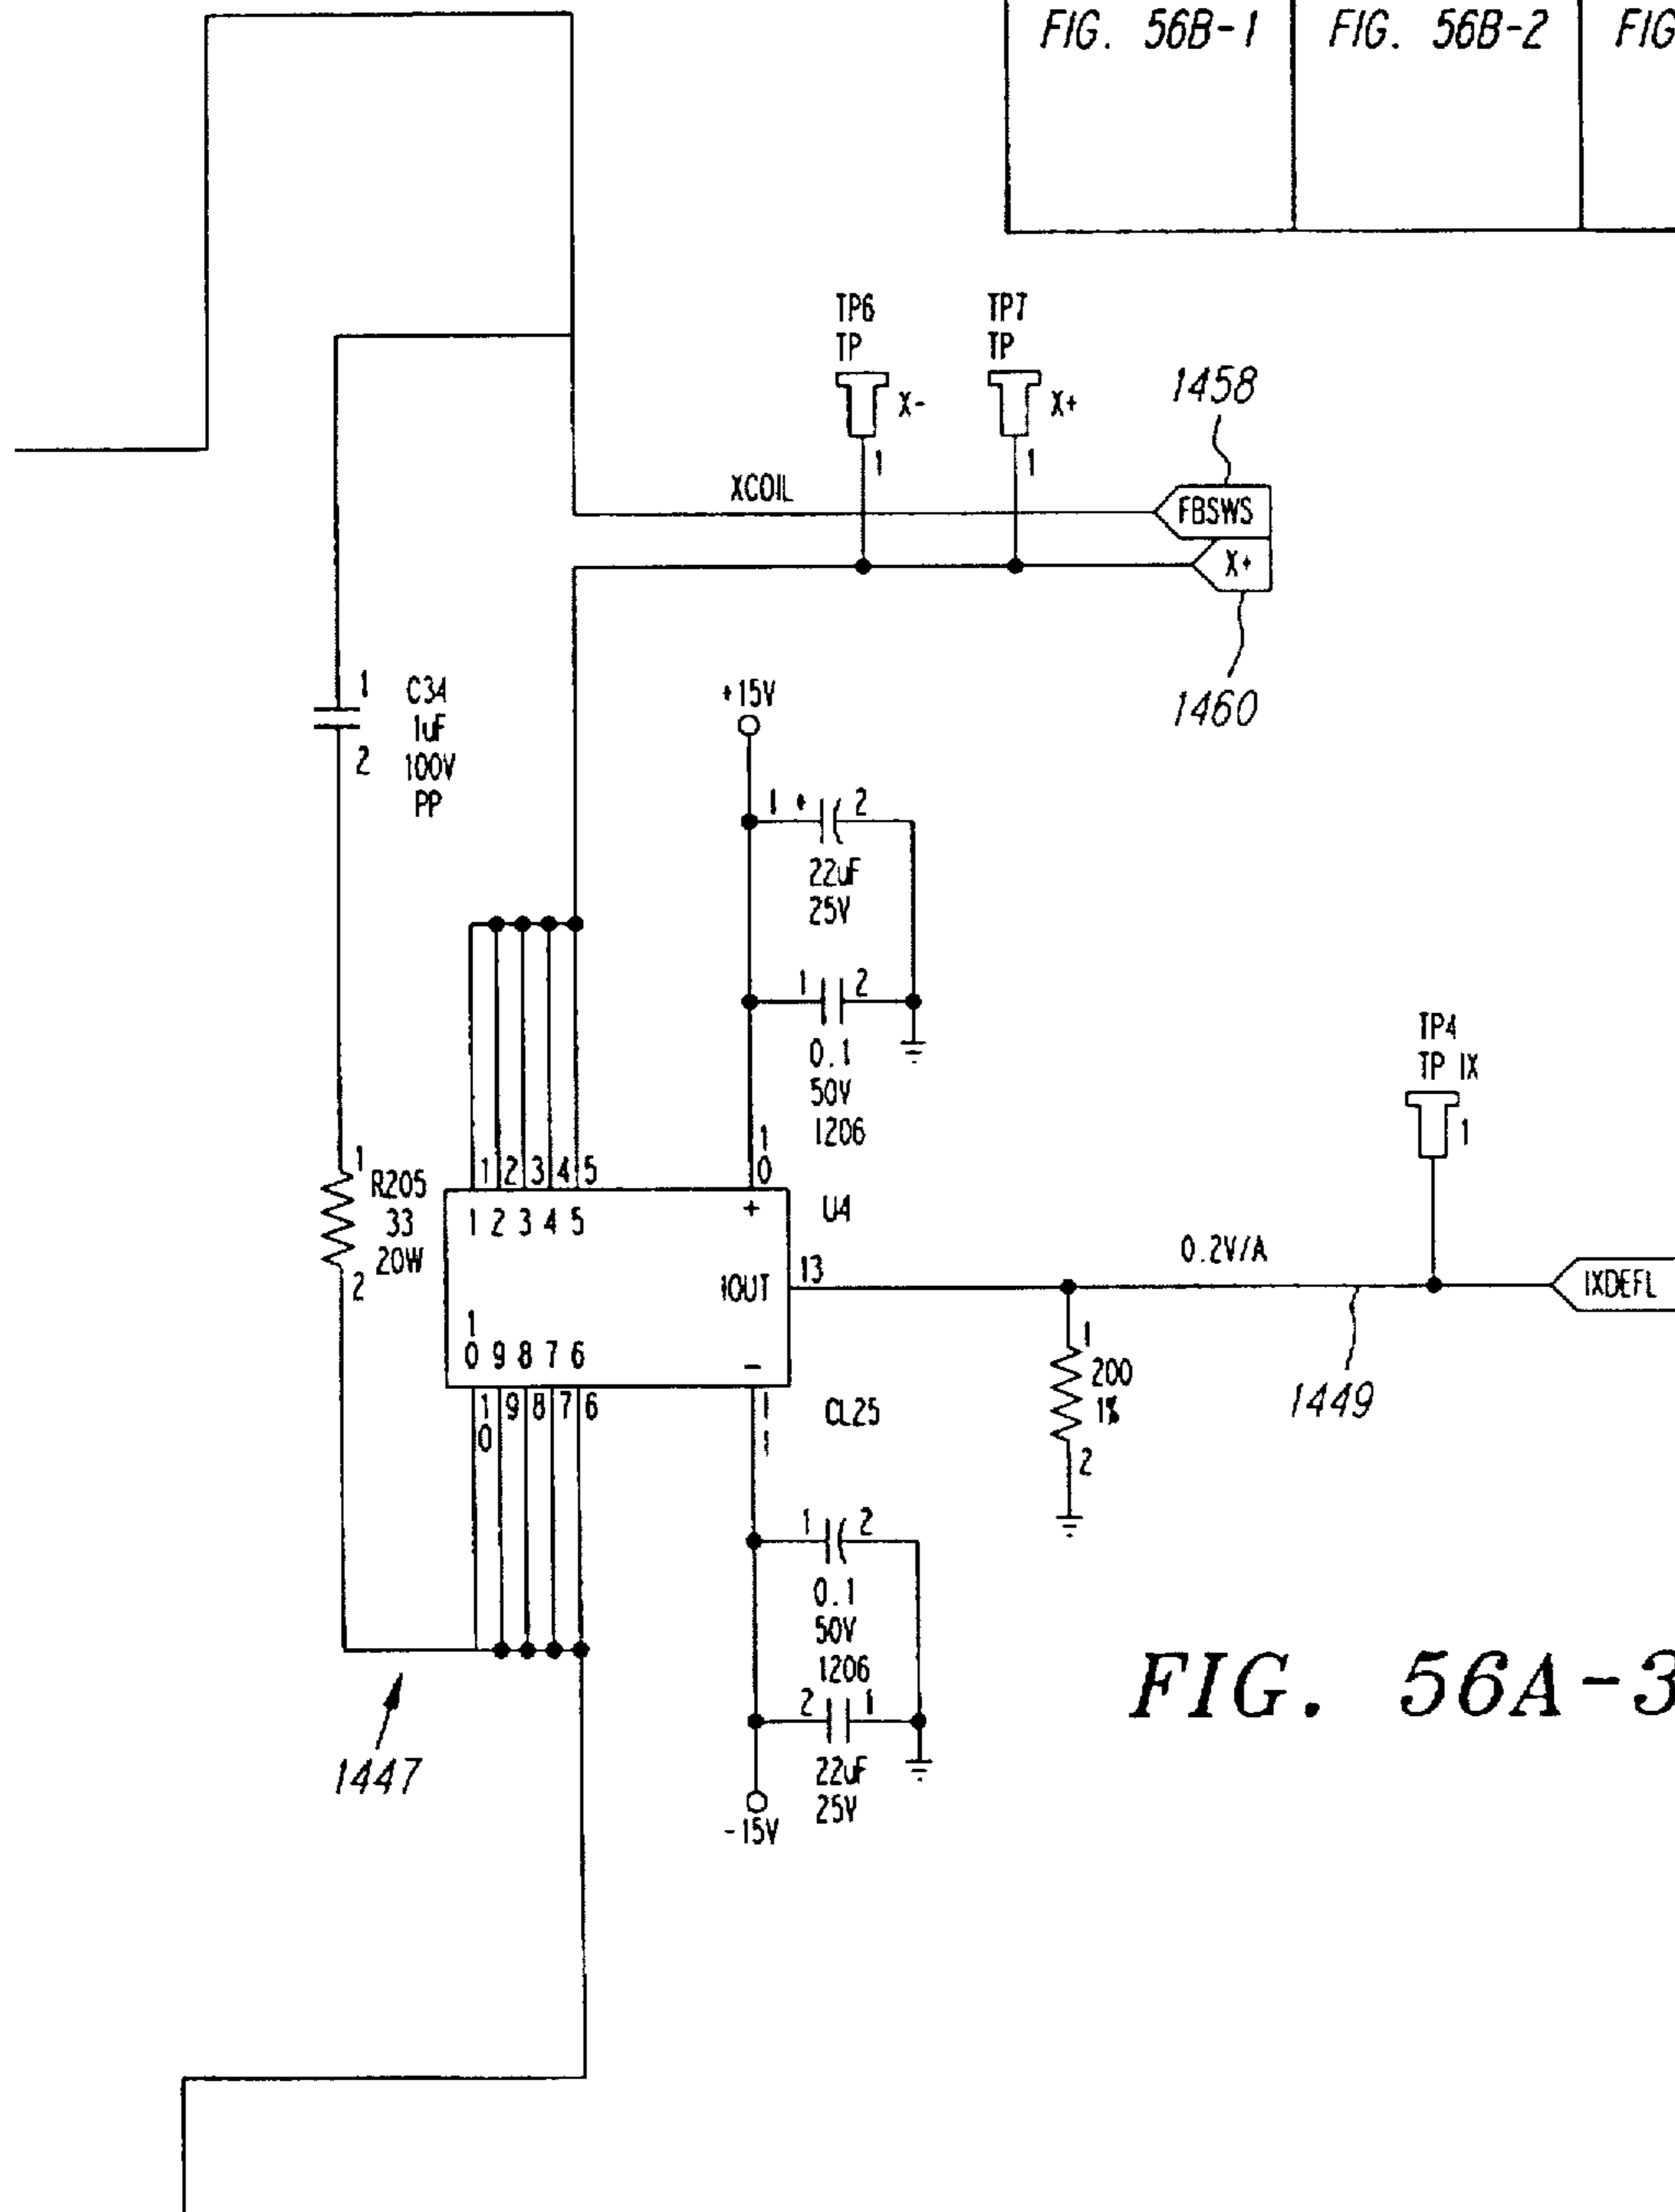 FIG. 56B-1
FIG. 56B-2
FIG
TP6
TP
X-
1
TP7
TP
X+
1
1458
XCOIL
FBSWS
X+
1460
1
C34
1uF
100V
PP
2
+15V
1 + 2
22uF
25V
1 2
0.1
50V
1206
TP4
TP IX
1
1
R205
33
20W
2
1 2 3 4 5
1
0
U4
1 2 3 4 5
+
13
IOUT
0.2V/A
IXDEFL
1
0 9 8 7 6
-
1
200
1%
2
1449
1
0
9 8 7 6
1
1
CL25
1 2
0.1
50V
1206
2 1
22uF
25V
-15V
1447
FIG. 56A-3